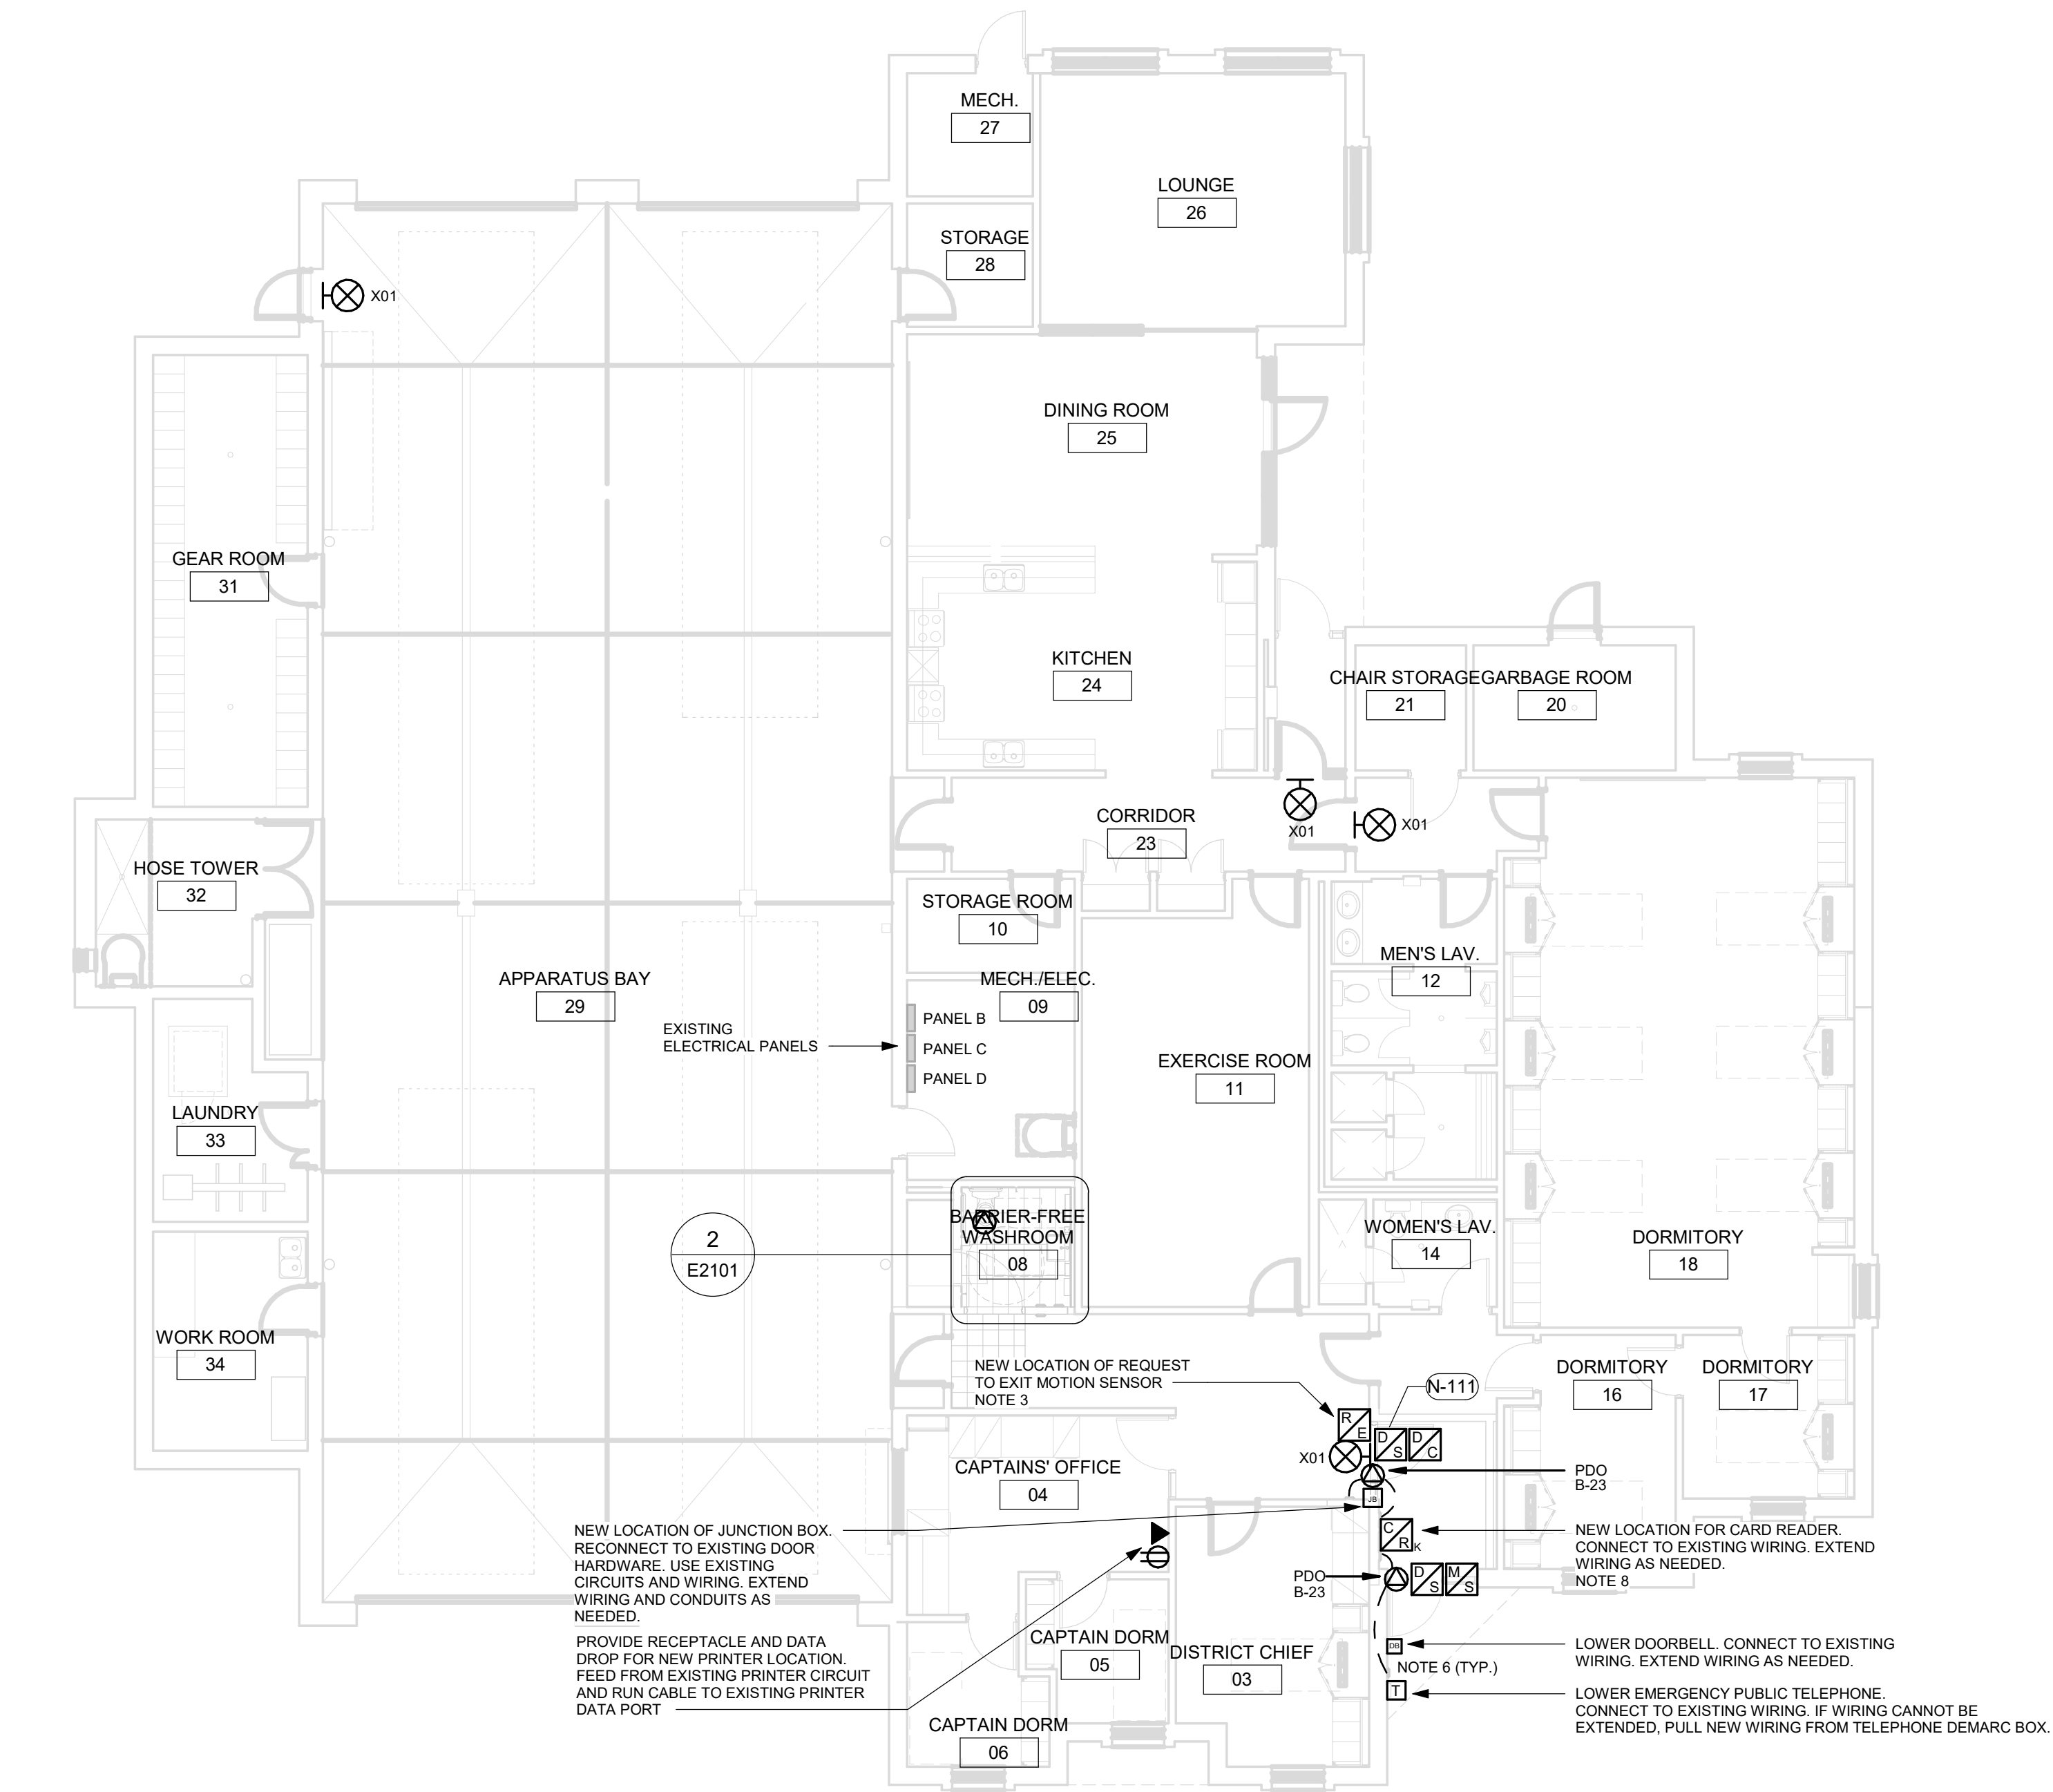 MECH.
27
LOUNGE
26
STORAGE
28
X01
DINING ROOM
25
GEAR ROOM
31
KITCHEN
24
CHAIR STORAGE
21
GARBAGE ROOM
20
CORRIDOR
23
X01
X01
HOSE TOWER
32
STORAGE ROOM
10
MEN'S LAV.
12
APPARATUS BAY
29
MECH./ELEC.
09
EXISTING
ELECTRICAL PANELS
PANEL B
PANEL C
PANEL D
EXERCISE ROOM
11
LAUNDRY
33
BARRIER-FREE
WASHROOM
08
2
E2101
WOMEN'S LAV.
14
DORMITORY
18
WORK ROOM
34
NEW LOCATION OF REQUEST
TO EXIT MOTION SENSOR
NOTE 3
N-111
DORMITORY
16
DORMITORY
17
R E
D S
D C
X01
CAPTAINS' OFFICE
04
PDO
B-23
JB
NEW LOCATION OF JUNCTION BOX.
RECONNECT TO EXISTING DOOR
HARDWARE. USE EXISTING
CIRCUITS AND WIRING. EXTEND
WIRING AND CONDUITS AS
NEEDED.
C R K
NEW LOCATION FOR CARD READER.
CONNECT TO EXISTING WIRING. EXTEND
WIRING AS NEEDED.
NOTE 8
PDO
B-23
D S
M S
PROVIDE RECEPTACLE AND DATA
DROP FOR NEW PRINTER LOCATION.
FEED FROM EXISTING PRINTER CIRCUIT
AND RUN CABLE TO EXISTING PRINTER
DATA PORT
CAPTAIN DORM
05
DISTRICT CHIEF
03
DB
LOWER DOORBELL. CONNECT TO EXISTING
WIRING. EXTEND WIRING AS NEEDED.
NOTE 6 (TYP.)
T
LOWER EMERGENCY PUBLIC TELEPHONE.
CONNECT TO EXISTING WIRING. IF WIRING CANNOT BE
EXTENDED, PULL NEW WIRING FROM TELEPHONE DEMARC BOX.
CAPTAIN DORM
06